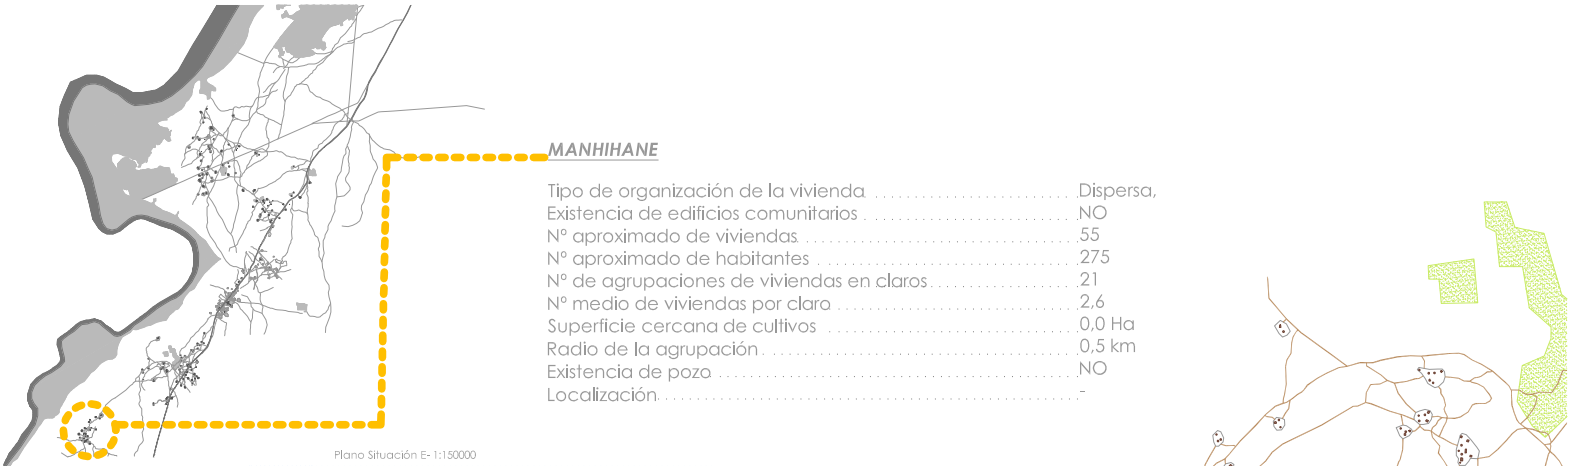 MANHIHANE
Tipo de organización de la vivienda ........................ Dispersa,
Existencia de edificios comunitarios ........................ NO
Nº aproximado de viviendas ........................ 55
Nº aproximado de habitantes ........................ 275
Nº de agrupaciones de viviendas en claros ........................ 21
Nº medio de viviendas por claro ........................ 2,6
Superficie cercana de cultivos ........................ 0,0 Ha
Radio de la agrupación ........................ 0,5 km
Existencia de pozo ........................ NO
Localización ........................ -
Plano Situación E- 1:150000